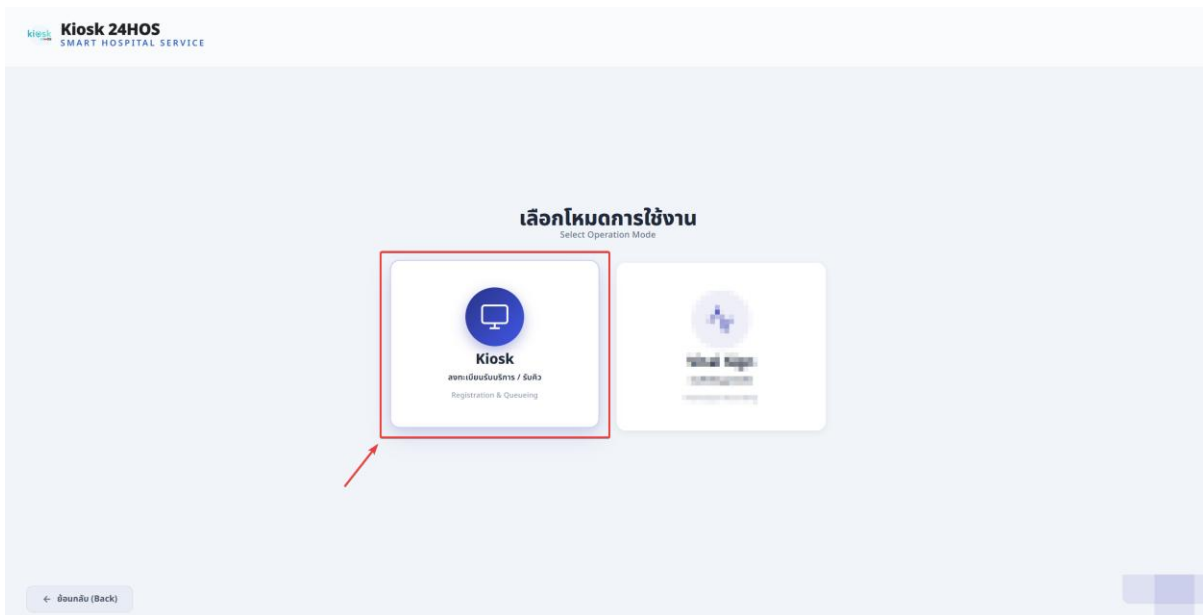 kiosk
Kiosk 24HOS
SMART HOSPITAL SERVICE
เลือกโหมดการใช้งาน
Select Operation Mode
Kiosk
ลงทะเบียนรับบริการ / รับคิว
Registration & Queueing
← ย้อนกลับ (Back)